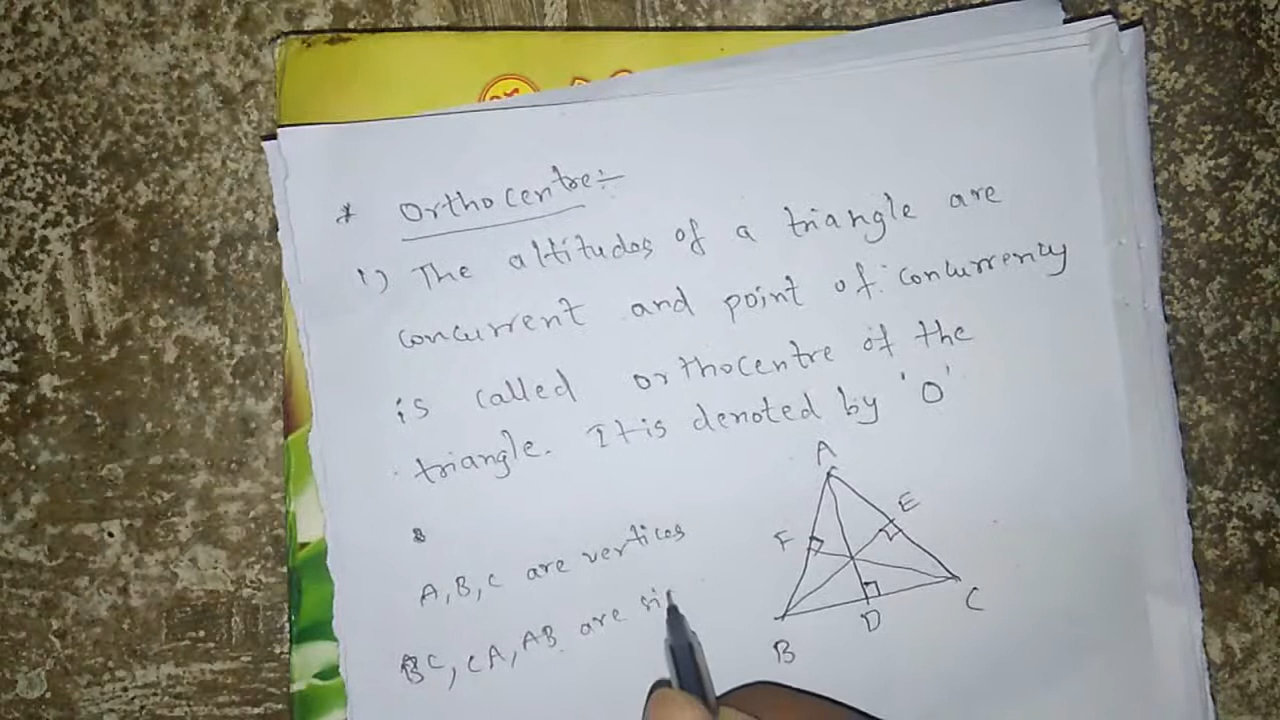 * Orthocentre:-
i) The altitudes of a triangle are
concurrent and point of concurrency
is called orthocentre of the
triangle. It is denoted by 'O'
A
E
F
A, B, C are vertices
C
D
BC, CA, AB are si
B